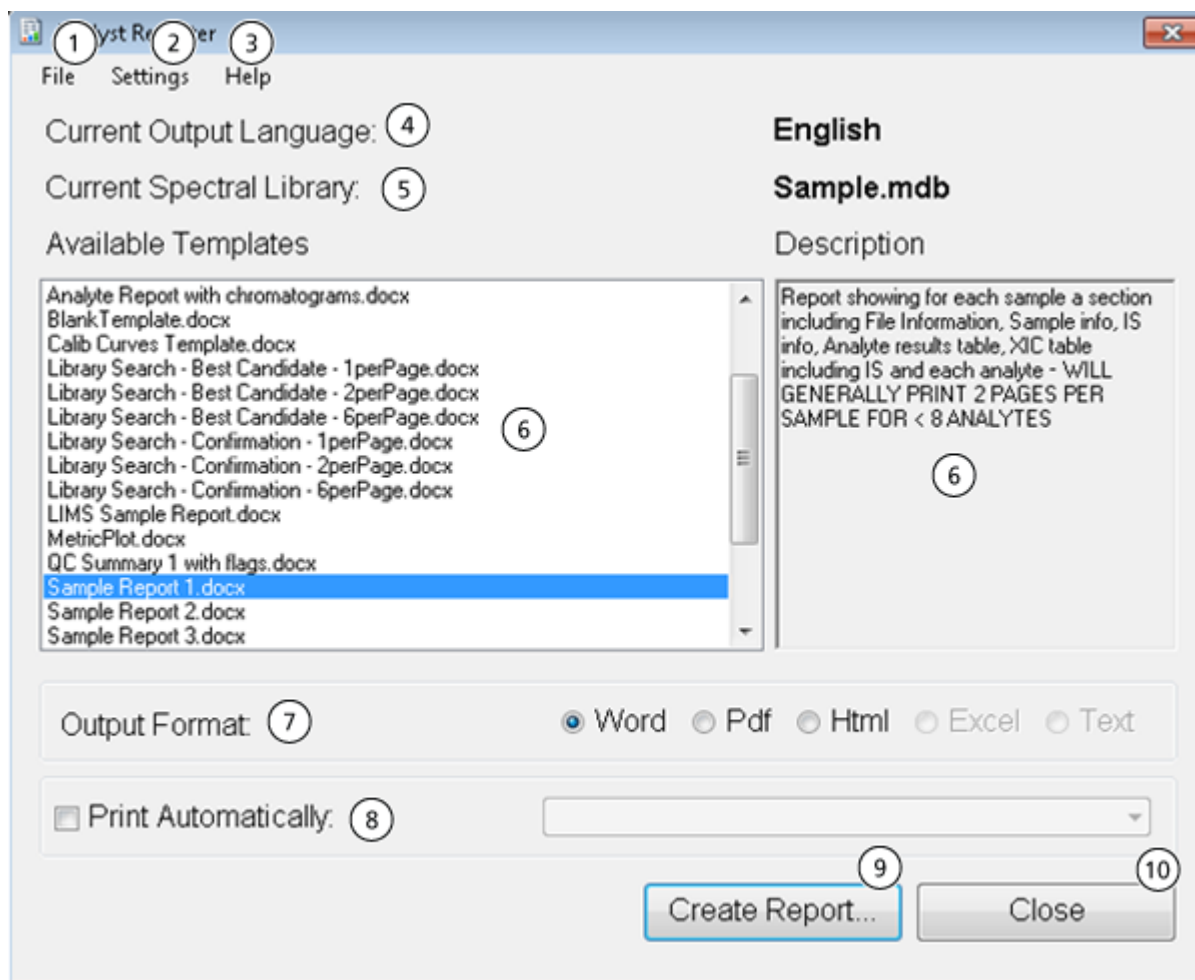 1 2 3
File Settings Help
Current Output Language: 4 English
Current Spectral Library: 5 Sample.mdb
Available Templates
Analyte Report with chromatograms.docx
BlankTemplate.docx
Calib Curves Template.docx
Library Search - Best Candidate - 1perPage.docx
Library Search - Best Candidate - 2perPage.docx
Library Search - Best Candidate - 6perPage.docx
Library Search - Confirmation - 1perPage.docx
Library Search - Confirmation - 2perPage.docx
Library Search - Confirmation - 6perPage.docx
LIMS Sample Report.docx
MetricPlot.docx
QC Summary 1 with flags.docx
Sample Report 1.docx
Sample Report 2.docx
Sample Report 3.docx
6
Description
Report showing for each sample a section
including File Information, Sample info, IS
info, Analyte results table, XIC table
including IS and each analyte - WILL
GENERALLY PRINT 2 PAGES PER
SAMPLE FOR < 8 ANALYTES
6
Output Format: 7 Word Pdf Html Excel Text
Print Automatically: 8
9 10
Create Report... Close